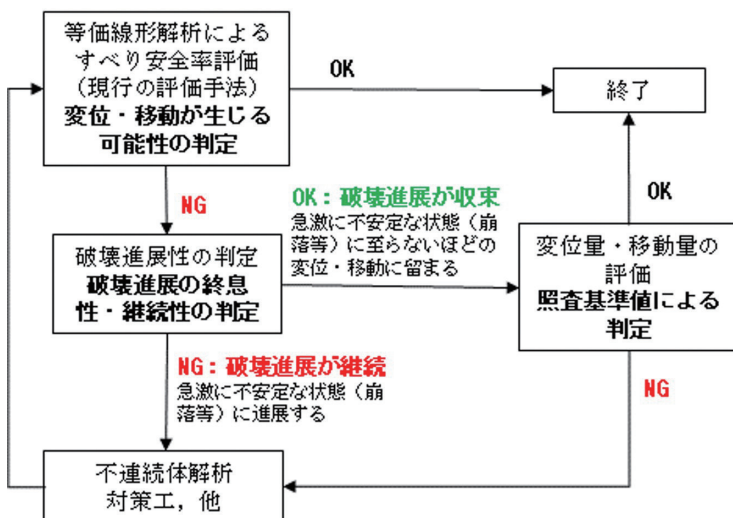 等価線形解析による
すべり安全率評価
（現行の評価手法）
変位・移動が生じる
可能性の判定
OK
終了
NG
OK：破壊進展が収束
急激に不安定な状態（崩
落等）に至らないほどの
変位・移動に留まる
OK
破壊進展性の判定
破壊進展の終息
性・継続性の判定
変位量・移動量の
評価
照査基準値による
判定
NG：破壊進展が継続
急激に不安定な状態（崩
落等）に進展する
NG
不連続体解析
対策工，他